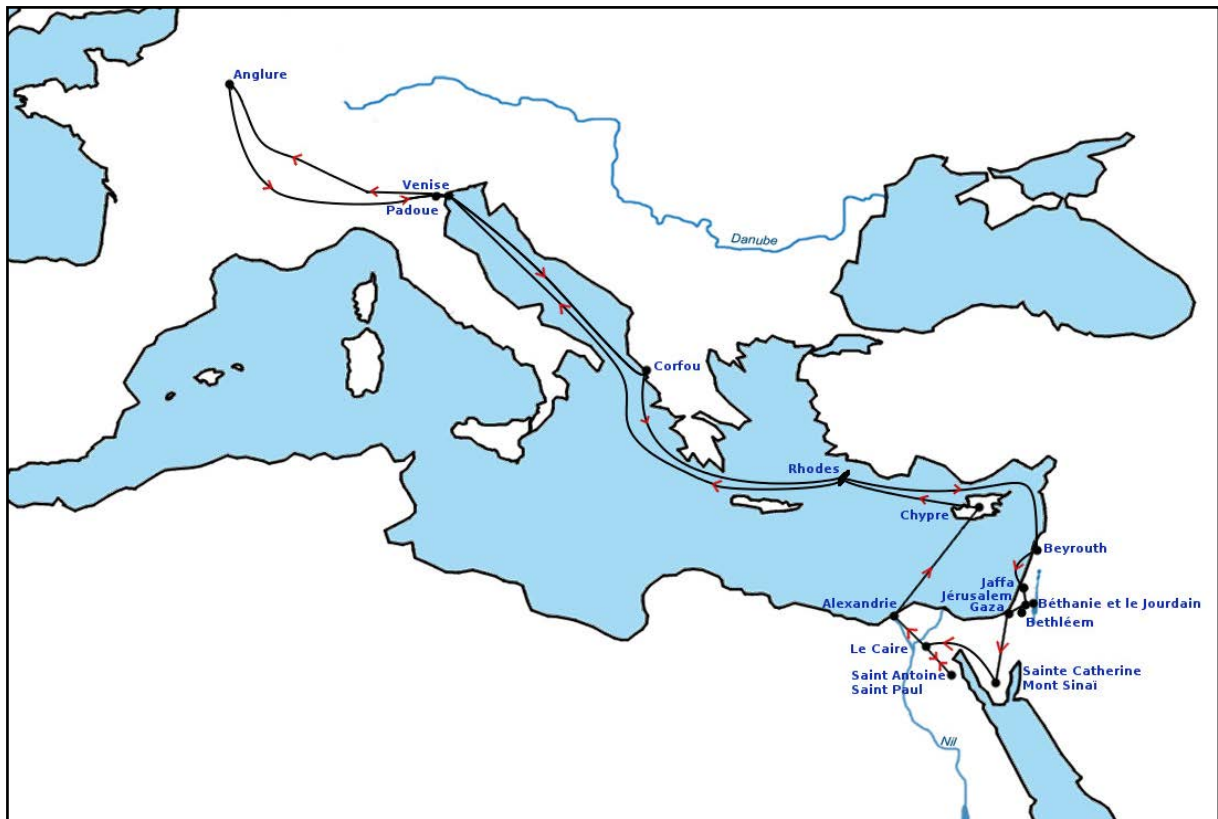 Anglure
Venise
Padoue
Danube
Corfou
Rhodes
Chypre
Beyrouth
Jaffa
Jérusalem
Gaza
Béthanie et le Jourdain
Bethléem
Alexandrie
Le Caire
Saint Antoine
Saint Paul
Sainte Catherine
Mont Sinaï
Nil